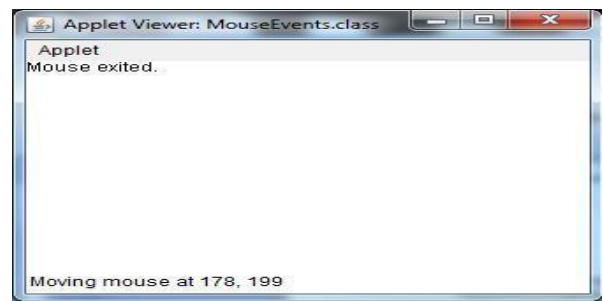 Applet Viewer: MouseEvents.class
Applet
Mouse exited.
Moving mouse at 178, 199